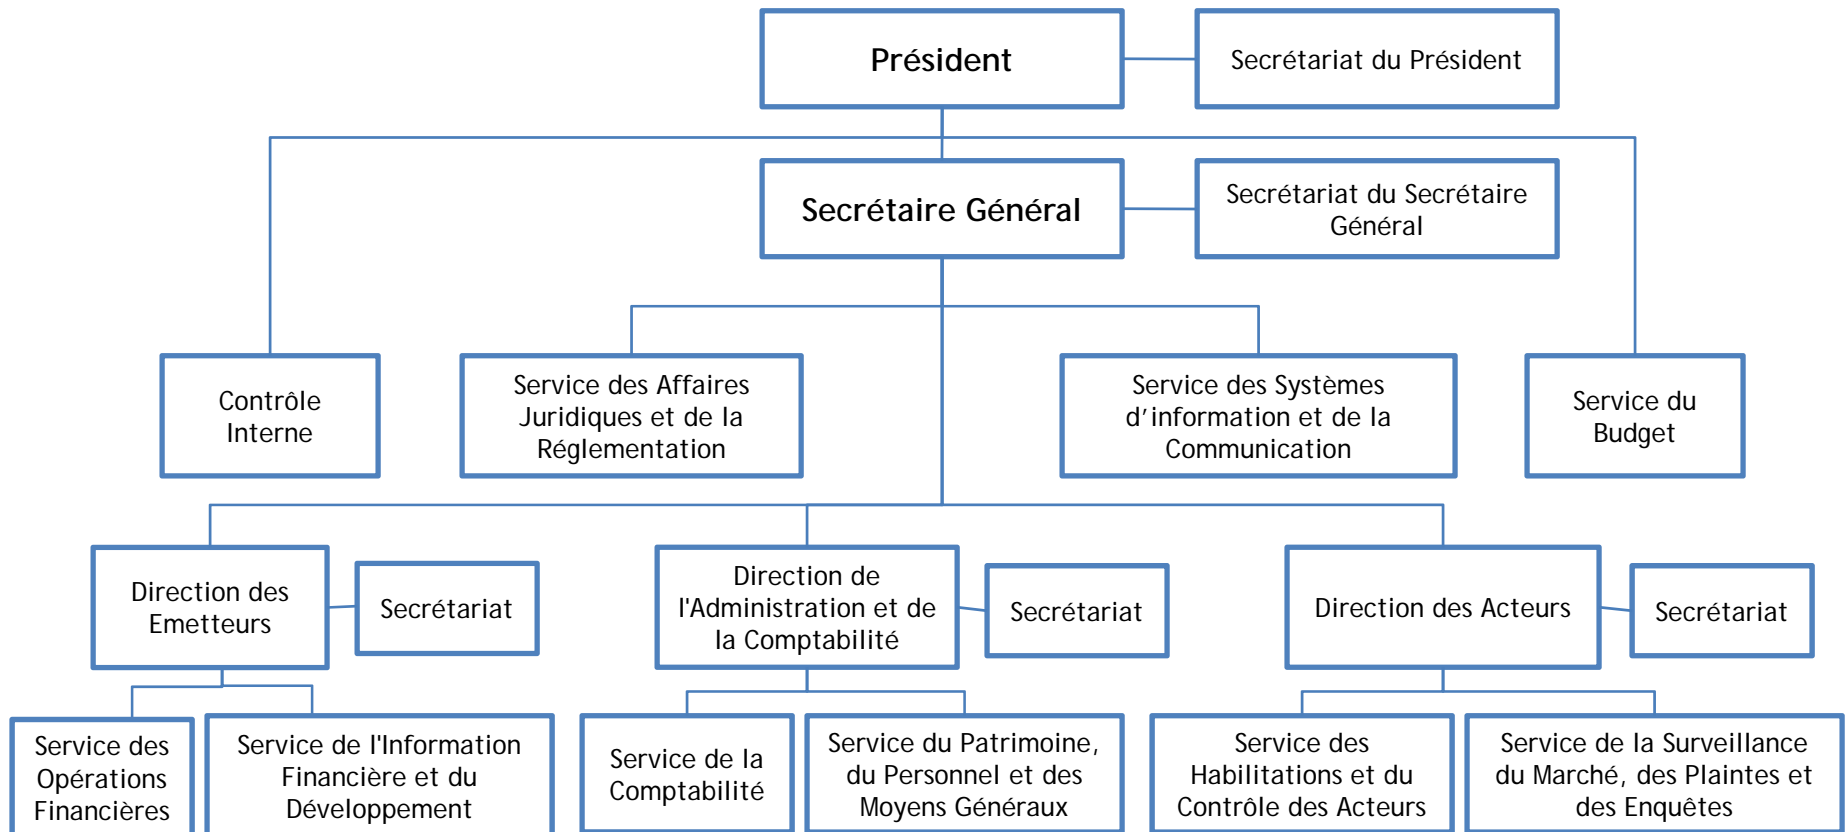 Président
Secrétariat du Président
Secrétaire Général
Secrétariat du Secrétaire
Général
Contrôle
Interne
Service des Affaires
Juridiques et de la
Réglementation
Service des Systèmes
d’information et de la
Communication
Service du
Budget
Direction des
Emetteurs
Secrétariat
Direction de
l'Administration et de
la Comptabilité
Secrétariat
Direction des Acteurs
Secrétariat
Service des
Opérations
Financières
Service de l'Information
Financière et du
Développement
Service de la
Comptabilité
Service du Patrimoine,
du Personnel et des
Moyens Généraux
Service des
Habilitations et du
Contrôle des Acteurs
Service de la Surveillance
du Marché, des Plaintes et
des Enquêtes